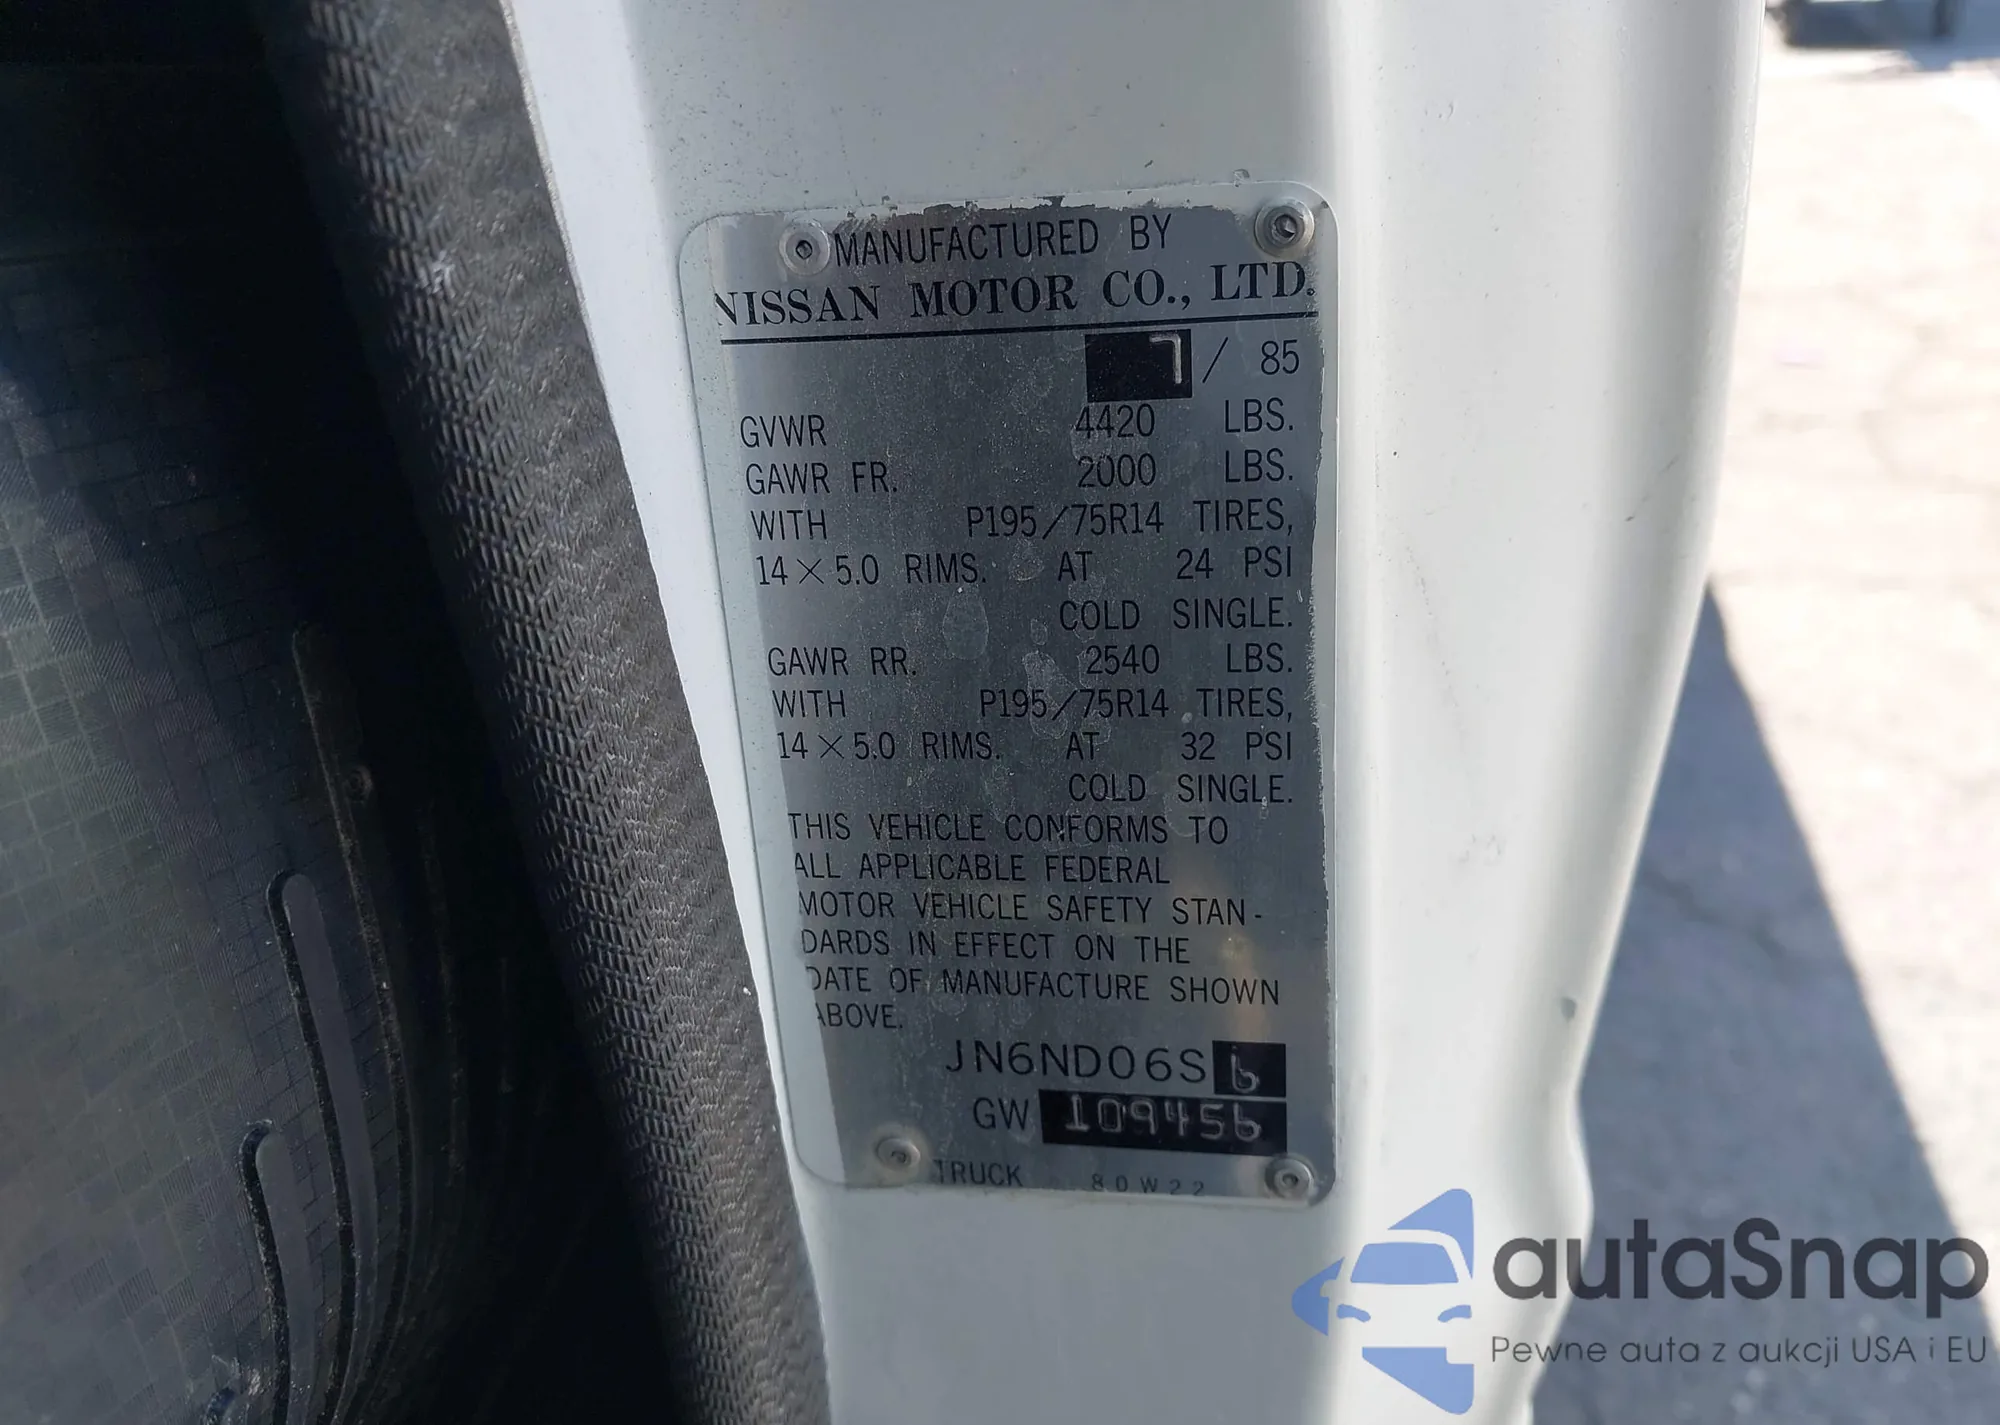 MANUFACTURED BY
NISSAN MOTOR CO., LTD.
7 / 85
GVWR 4420 LBS.
GAWR FR. 2000 LBS.
WITH P195/75R14 TIRES,
14 × 5.0 RIMS. AT 24 PSI
COLD SINGLE.
GAWR RR. 2540 LBS.
WITH P195/75R14 TIRES,
14 × 5.0 RIMS. AT 32 PSI
COLD SINGLE.
THIS VEHICLE CONFORMS TO
ALL APPLICABLE FEDERAL
MOTOR VEHICLE SAFETY STAN-
DARDS IN EFFECT ON THE
DATE OF MANUFACTURE SHOWN
ABOVE.
JN6ND06S6
GW109456
TRUCK 80W22
autaSnap
Pewne auta z aukcji USA i EU